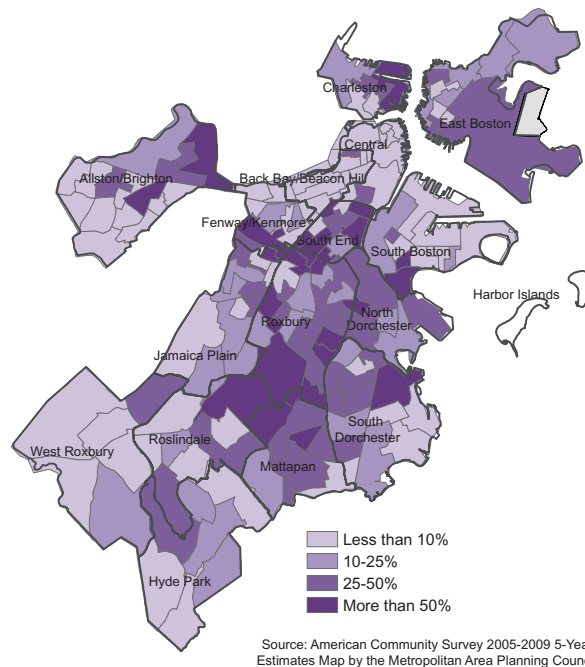 Charleston
East Boston
Central
Allston/Brighton
Back Bay/Beacon Hill
Fenway/Kenmore
South End
South Boston
Harbor Islands
Roxbury
North
Dorchester
Jamaica Plain
West Roxbury
Roslindale
South
Dorchester
Mattapan
Hyde Park
Less than 10%
10-25%
25-50%
More than 50%
Source: American Community Survey 2005-2009 5-Yea
Estimates Map by the Metropolitan Area Planning Counc